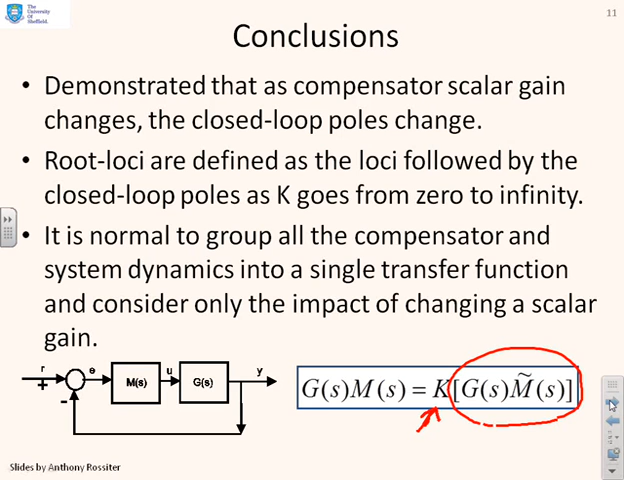 The
University
Of
Sheffield.
11
Conclusions
• Demonstrated that as compensator scalar gain
changes, the closed-loop poles change.
• Root-loci are defined as the loci followed by the
closed-loop poles as K goes from zero to infinity.
• It is normal to group all the compensator and
system dynamics into a single transfer function
and consider only the impact of changing a scalar
gain.
r e M(s) u G(s) y
+
-
G(s)M(s) = K[G(s)M̃(s)]
Slides by Anthony Rossiter